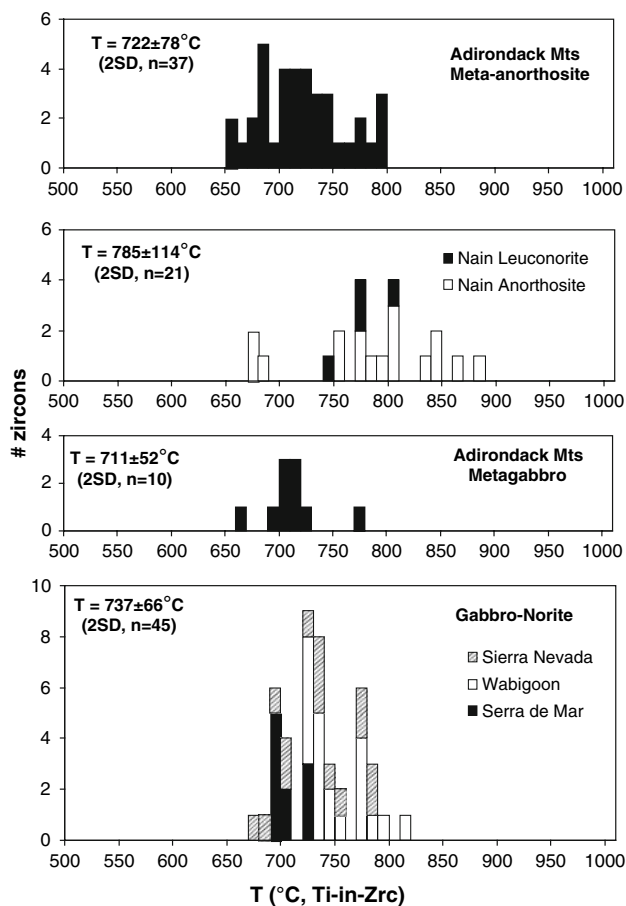 6
T = 722±78°C
(2SD, n=37)
Adirondack Mts
Meta-anorthosite
4
2
0
500 550 600 650 700 750 800 850 900 950 1000
6
T = 785±114°C
(2SD, n=21)
Nain Leuconorite
Nain Anorthosite
4
2
0
500 550 600 650 700 750 800 850 900 950 1000
# zircons
4
T = 711±52°C
(2SD, n=10)
Adirondack Mts
Metagabbro
2
0
500 550 600 650 700 750 800 850 900 950 1000
10
T = 737±66°C
(2SD, n=45)
Gabbro-Norite
8
Sierra Nevada
Wabigoon
Serra de Mar
6
4
2
0
500 550 600 650 700 750 800 850 900 950 1000
T (°C, Ti-in-Zrc)